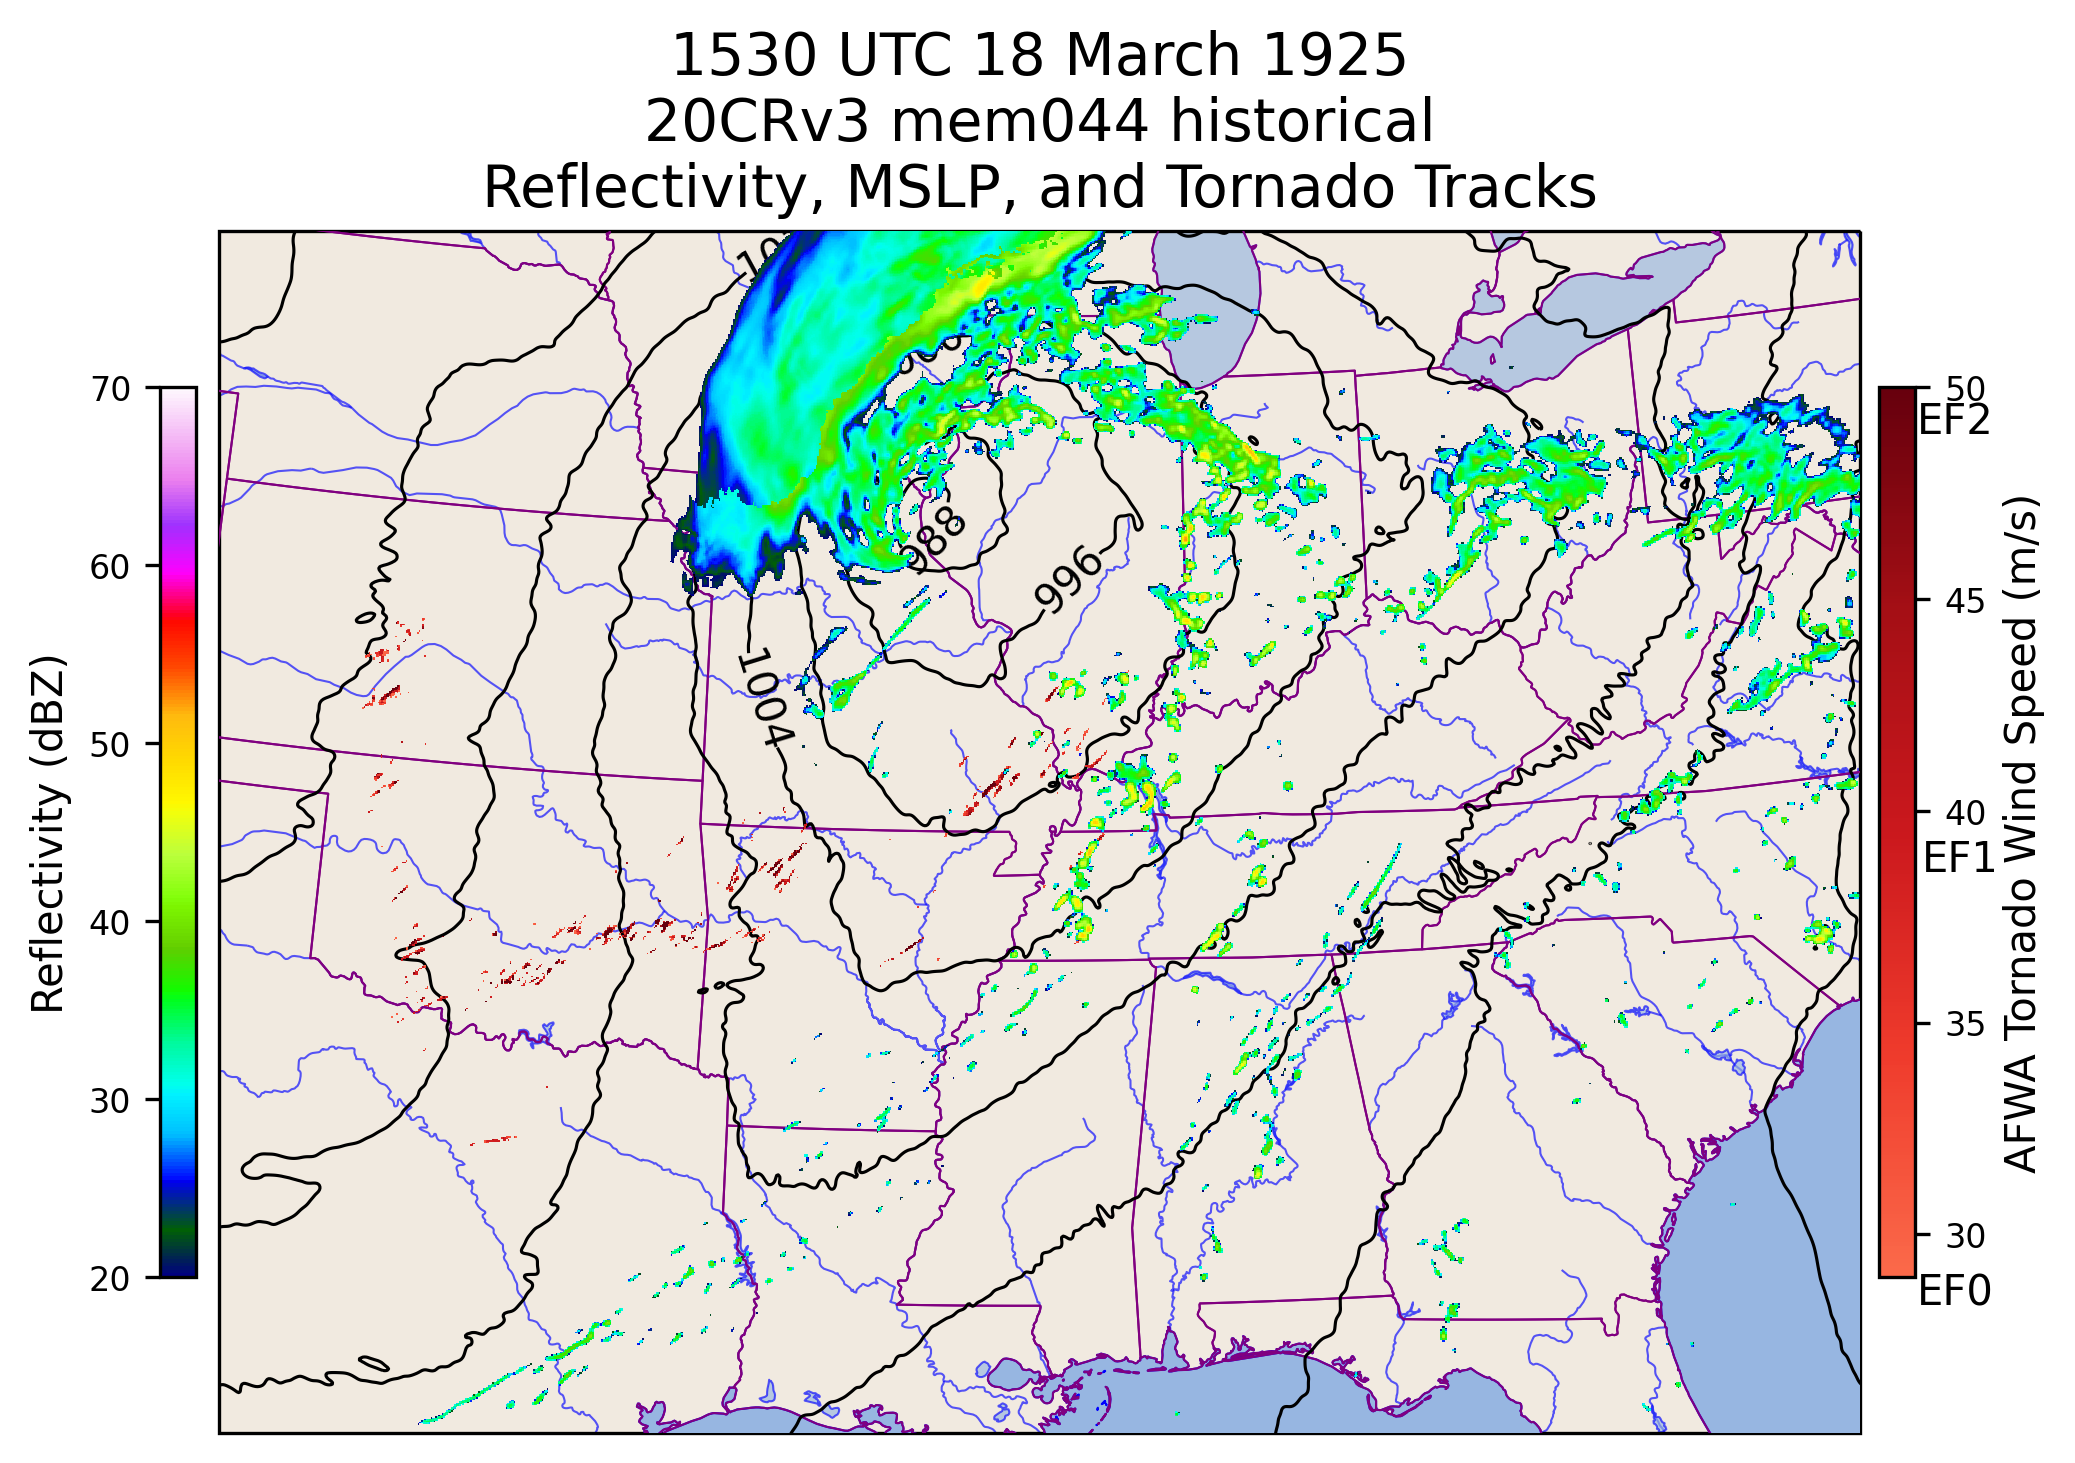 1530 UTC 18 March 1925
20CRv3 mem044 historical
Reflectivity, MSLP, and Tornado Tracks
70
60
50
40
30
20
Reflectivity (dBZ)
988
996
1004
50
EF2
45
40
EF1
35
30
EF0
AFWA Tornado Wind Speed (m/s)